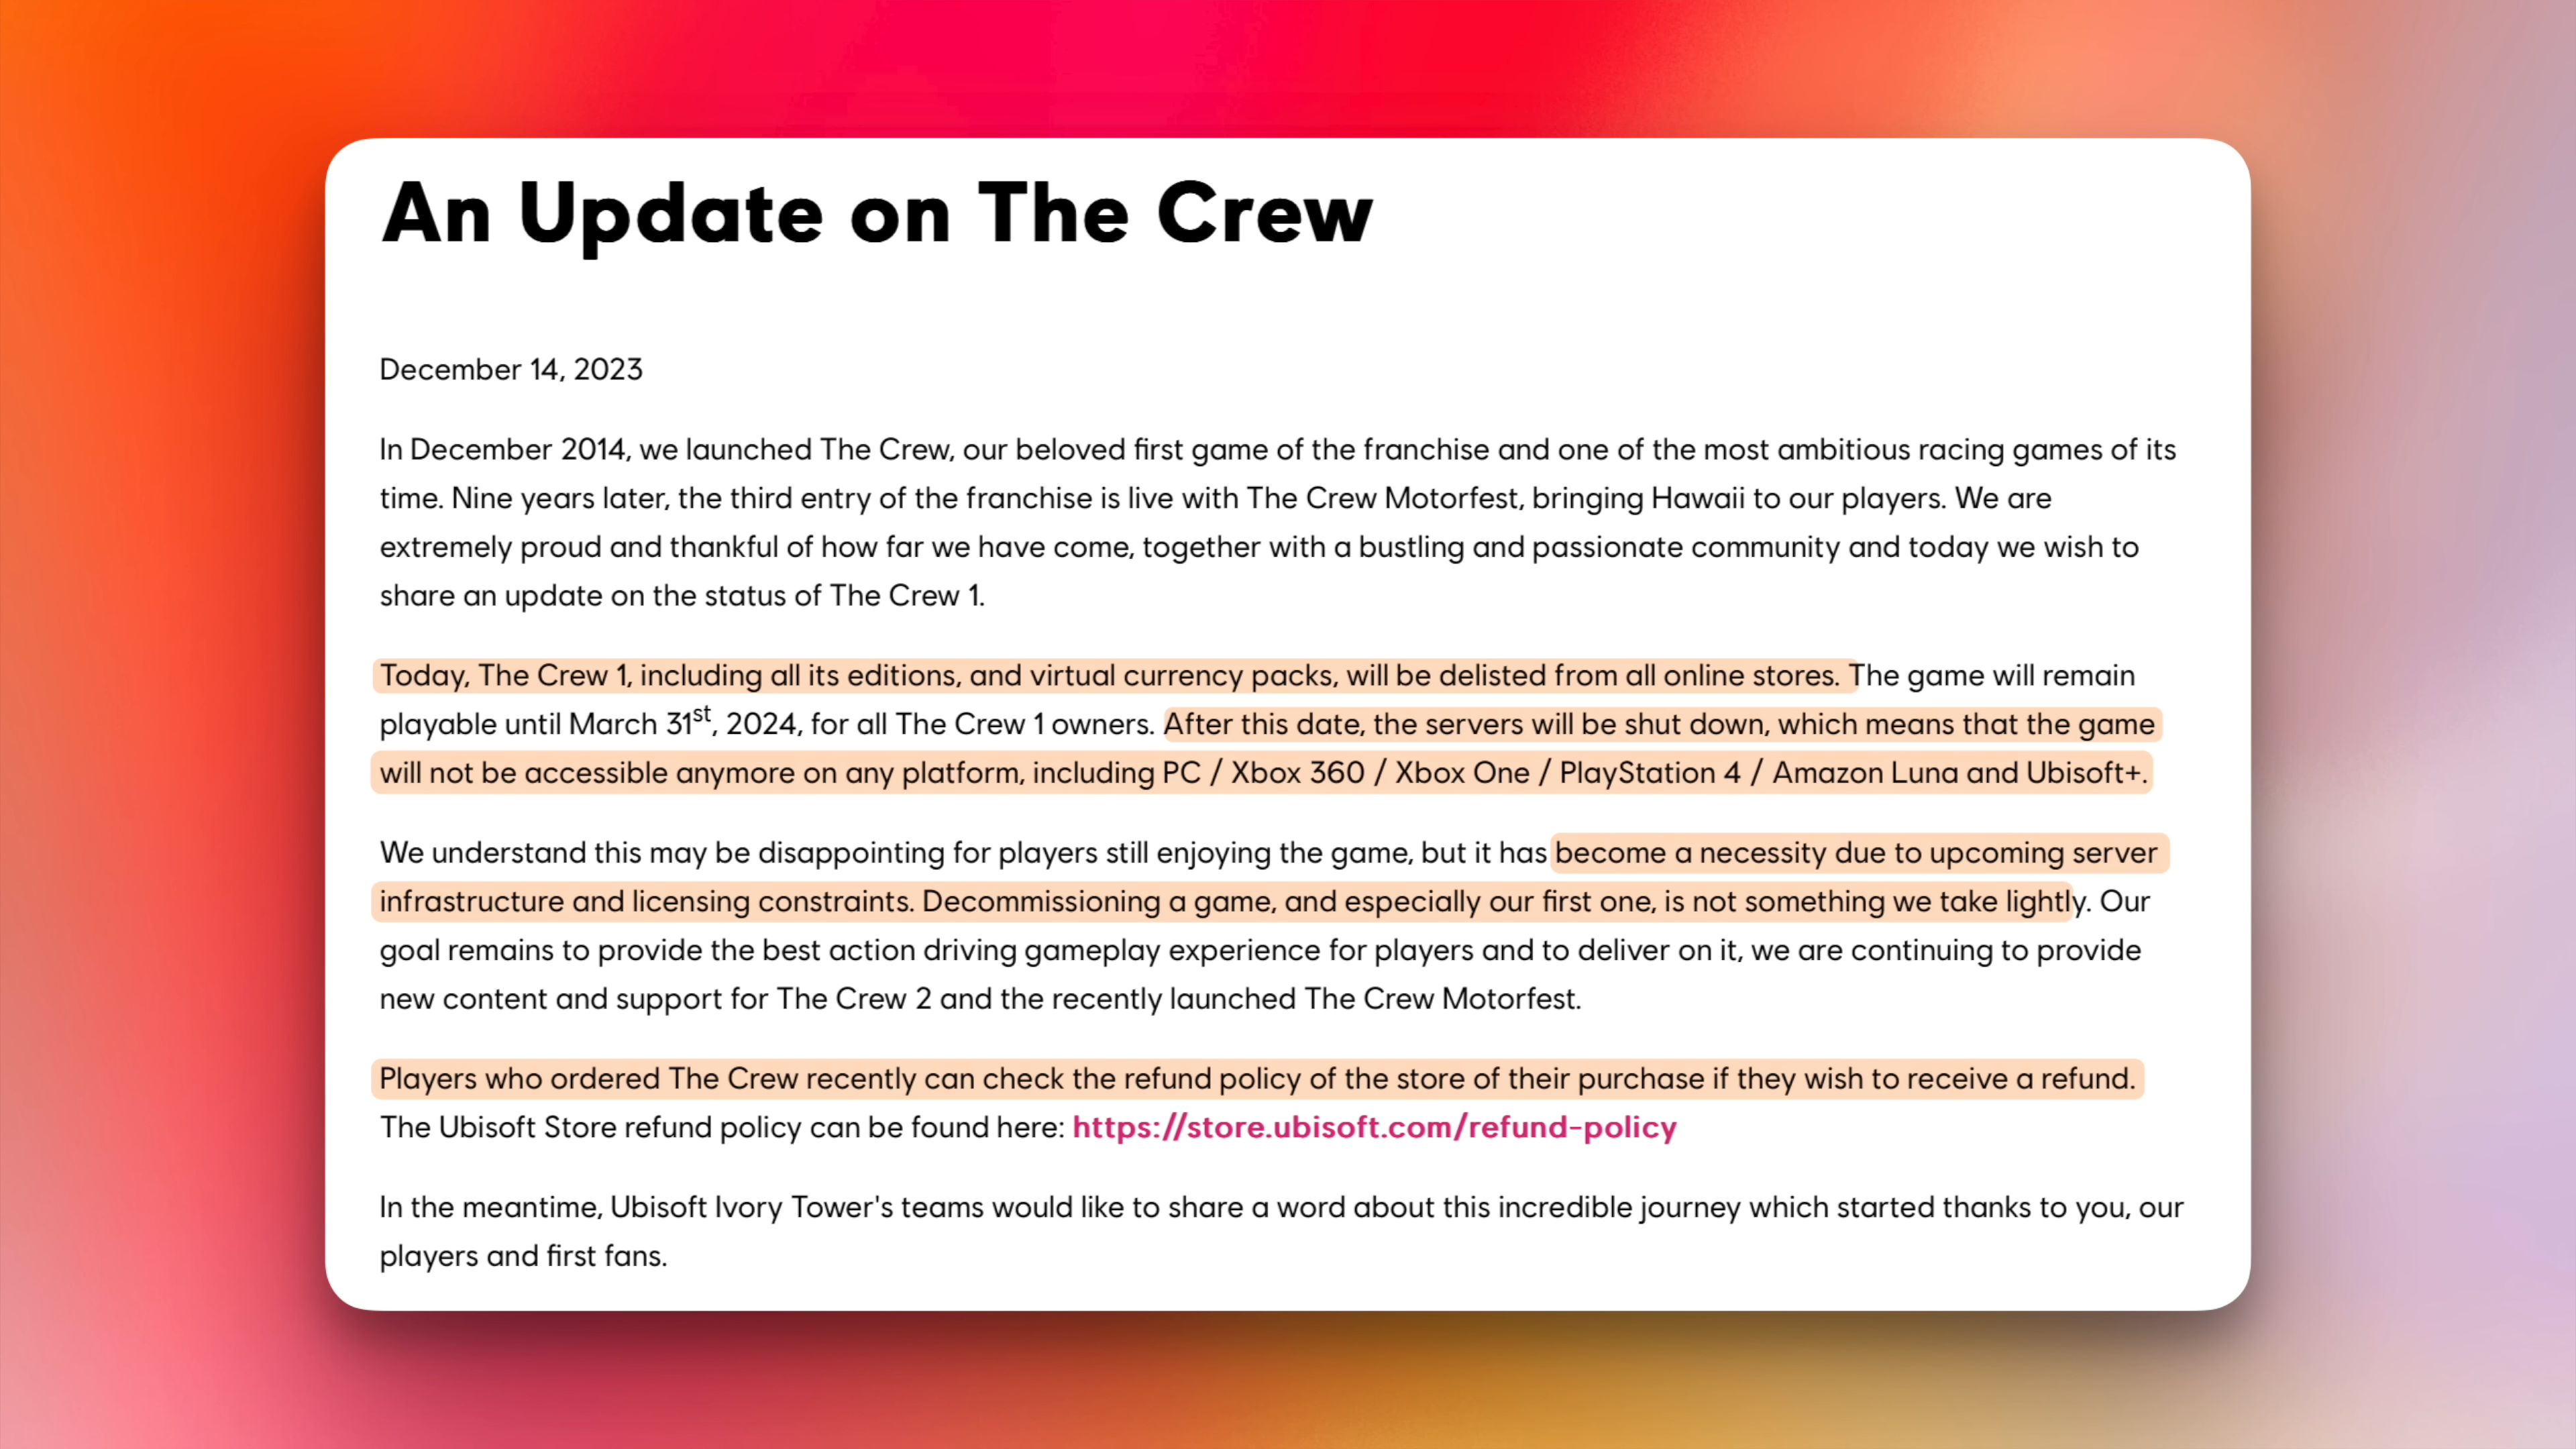 An Update on The Crew
December 14, 2023
In December 2014, we launched The Crew, our beloved first game of the franchise and one of the most ambitious racing games of its
time. Nine years later, the third entry of the franchise is live with The Crew Motorfest, bringing Hawaii to our players. We are
extremely proud and thankful of how far we have come, together with a bustling and passionate community and today we wish to
share an update on the status of The Crew 1.
Today, The Crew 1, including all its editions, and virtual currency packs, will be delisted from all online stores. The game will remain
playable until March 31st, 2024, for all The Crew 1 owners. After this date, the servers will be shut down, which means that the game
will not be accessible anymore on any platform, including PC / Xbox 360 / Xbox One / PlayStation 4 / Amazon Luna and Ubisoft+.
We understand this may be disappointing for players still enjoying the game, but it has become a necessity due to upcoming server
infrastructure and licensing constraints. Decommissioning a game, and especially our first one, is not something we take lightly. Our
goal remains to provide the best action driving gameplay experience for players and to deliver on it, we are continuing to provide
new content and support for The Crew 2 and the recently launched The Crew Motorfest.
Players who ordered The Crew recently can check the refund policy of the store of their purchase if they wish to receive a refund.
The Ubisoft Store refund policy can be found here: https://store.ubisoft.com/refund-policy
In the meantime, Ubisoft Ivory Tower's teams would like to share a word about this incredible journey which started thanks to you, our
players and first fans.